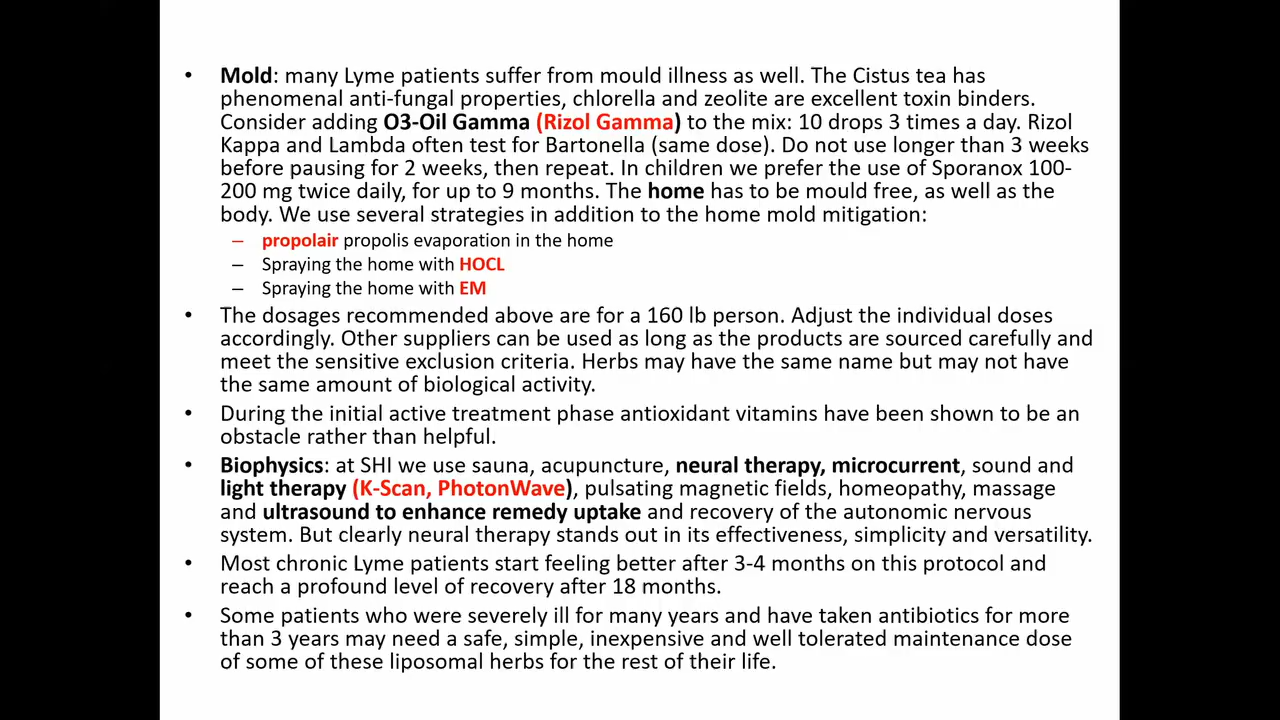 • Mold: many Lyme patients suffer from mould illness as well. The Cistus tea has
phenomenal anti-fungal properties, chlorella and zeolite are excellent toxin binders.
Consider adding O3-Oil Gamma (Rizol Gamma) to the mix: 10 drops 3 times a day. Rizol
Kappa and Lambda often test for Bartonella (same dose). Do not use longer than 3 weeks
before pausing for 2 weeks, then repeat. In children we prefer the use of Sporanox 100-
200 mg twice daily, for up to 9 months. The home has to be mould free, as well as the
body. We use several strategies in addition to the home mold mitigation:
– propolair propolis evaporation in the home
– Spraying the home with HOCL
– Spraying the home with EM
• The dosages recommended above are for a 160 lb person. Adjust the individual doses
accordingly. Other suppliers can be used as long as the products are sourced carefully and
meet the sensitive exclusion criteria. Herbs may have the same name but may not have
the same amount of biological activity.
• During the initial active treatment phase antioxidant vitamins have been shown to be an
obstacle rather than helpful.
• Biophysics: at SHI we use sauna, acupuncture, neural therapy, microcurrent, sound and
light therapy (K-Scan, PhotonWave), pulsating magnetic fields, homeopathy, massage
and ultrasound to enhance remedy uptake and recovery of the autonomic nervous
system. But clearly neural therapy stands out in its effectiveness, simplicity and versatility.
• Most chronic Lyme patients start feeling better after 3-4 months on this protocol and
reach a profound level of recovery after 18 months.
• Some patients who were severely ill for many years and have taken antibiotics for more
than 3 years may need a safe, simple, inexpensive and well tolerated maintenance dose
of some of these liposomal herbs for the rest of their life.